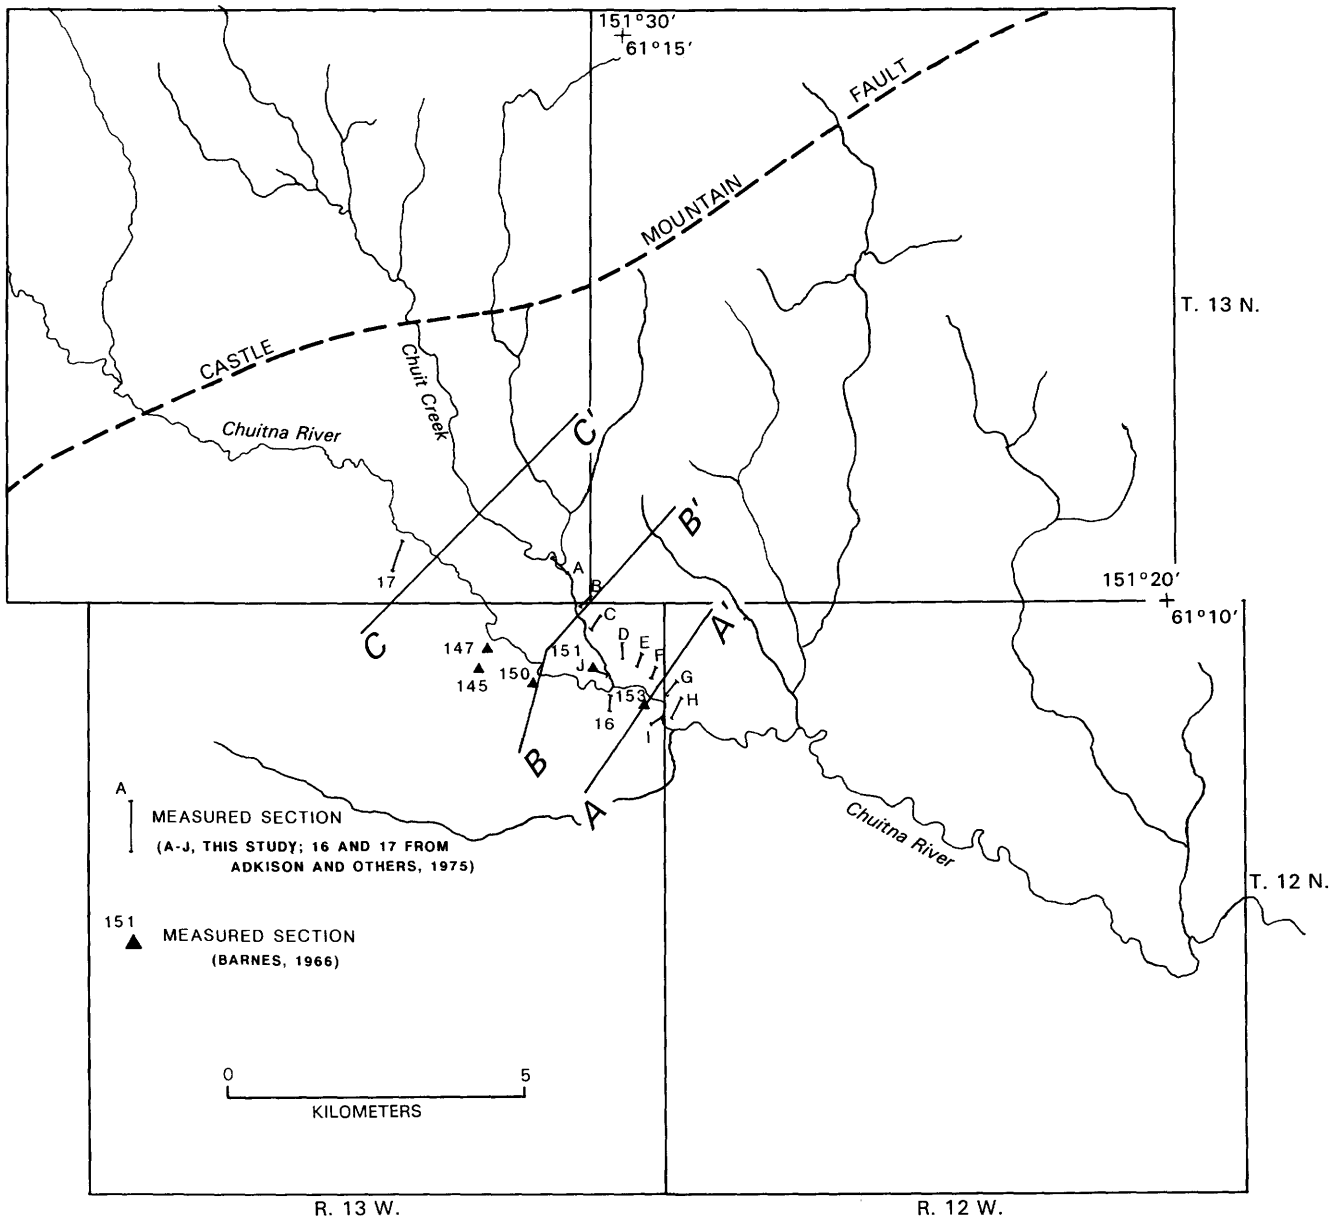 151°30'
61°15'
FAULT
MOUNTAIN
T. 13 N.
CASTLE
Chuit Creek
Chuitna River
C'
B'
17
A
151°20'
B
61°10'
C
A'
D
E
C
147
151
F
J
145
150
G
153
H
16
I
B
A
A
MEASURED SECTION
(A-J, THIS STUDY; 16 AND 17 FROM
ADKISON AND OTHERS, 1975)
Chuitna River
T. 12 N.
151
MEASURED SECTION
(BARNES, 1966)
0 5
KILOMETERS
R. 13 W. R. 12 W.